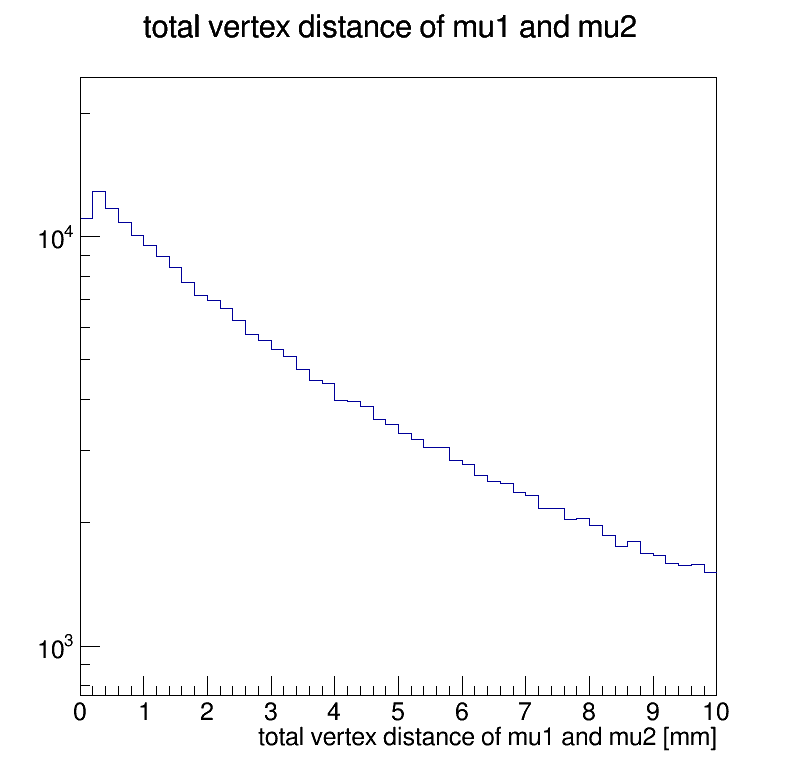 total vertex distance of mu1 and mu2
10⁴
10³
0 1 2 3 4 5 6 7 8 9 10
total vertex distance of mu1 and mu2 [mm]